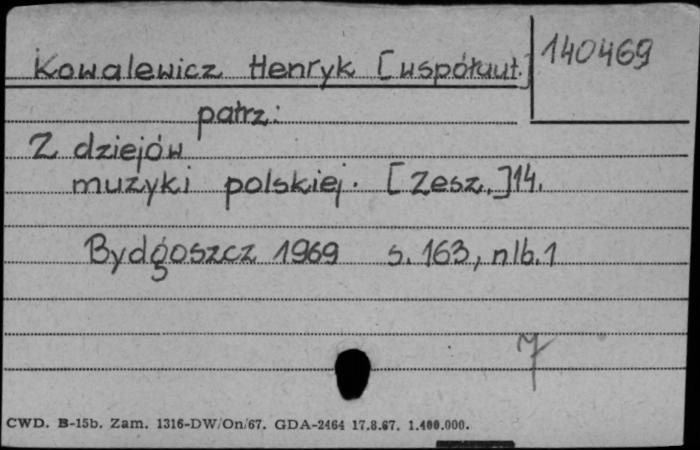 Kowalewicz Henryk [współaut.]
140469
patrz:
Z dziejów
muzyki polskiej. [Zesz.] 14.
Bydgoszcz 1969 s. 163, nlb. 1
7
CWD. B-15b. Zam. 1316-DW/On/67. GDA-2464 17.8.67. 1.400.000.